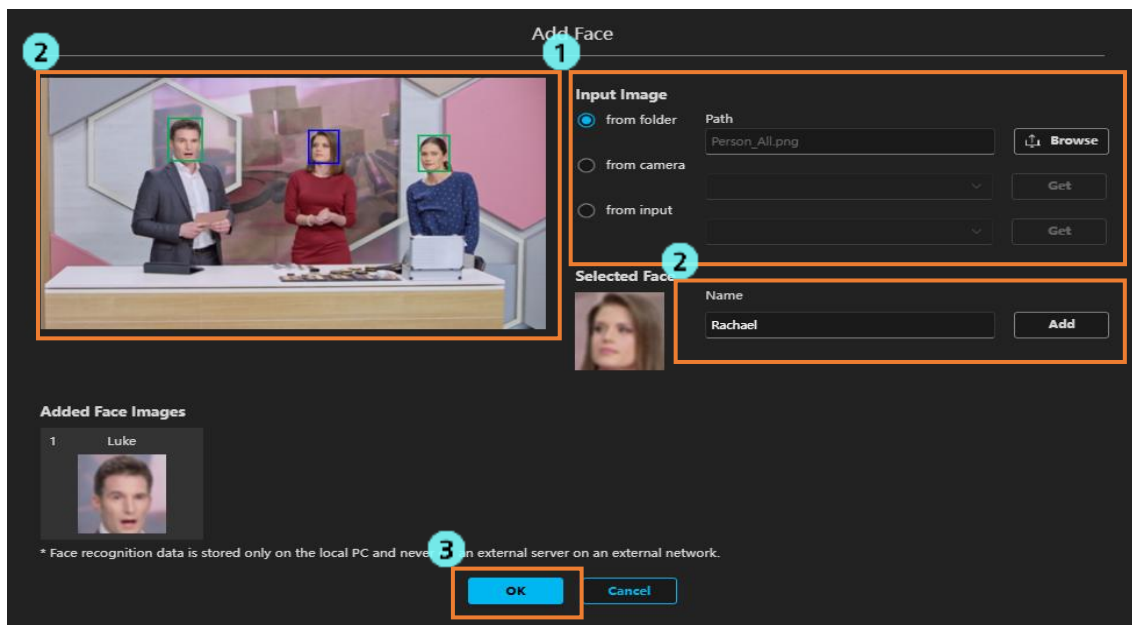 Add Face
2
1
Input Image
from folder
Path
Person_All.png
Browse
from camera
Get
from input
Get
2
Selected Face
Name
Rachael
Add
Added Face Images
1 Luke
* Face recognition data is stored only on the local PC and never
3
n external server on an external network.
OK
Cancel